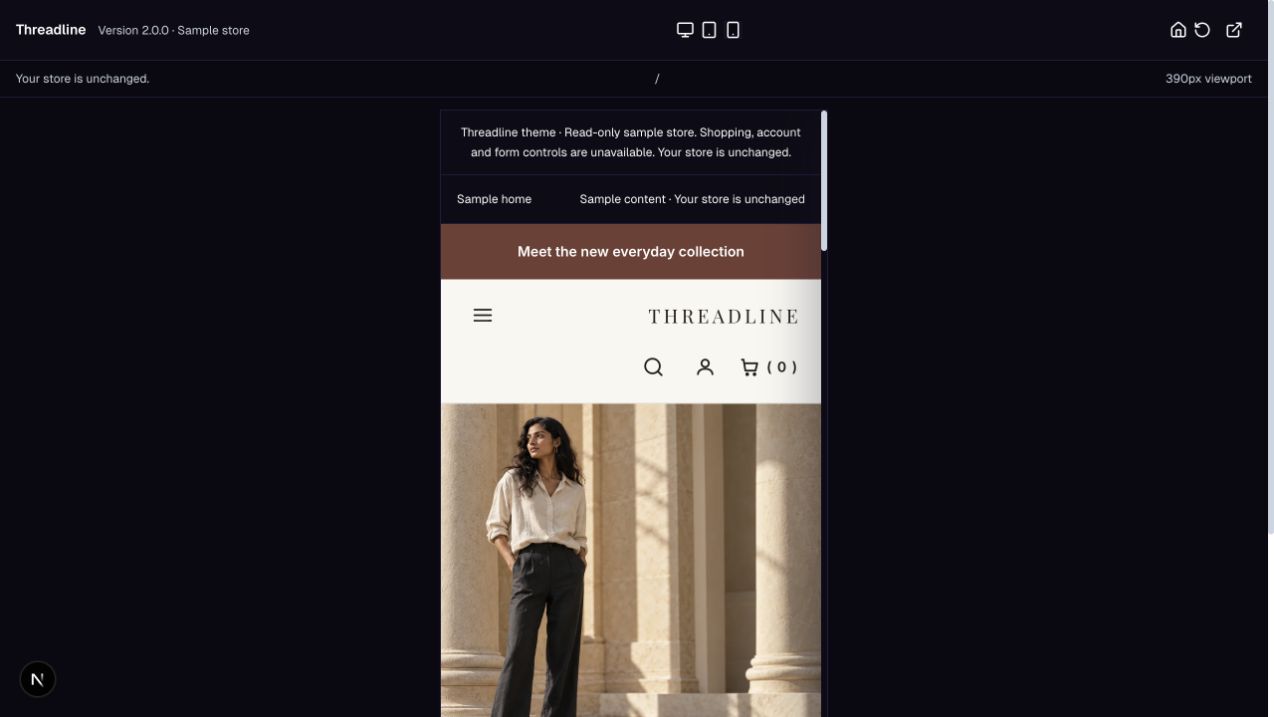 Threadline Version 2.0.0 · Sample store
Your store is unchanged.
/
390px viewport
Threadline theme · Read-only sample store. Shopping, account
and form controls are unavailable. Your store is unchanged.
Sample home
Sample content · Your store is unchanged
Meet the new everyday collection
THREADLINE
( 0 )
N